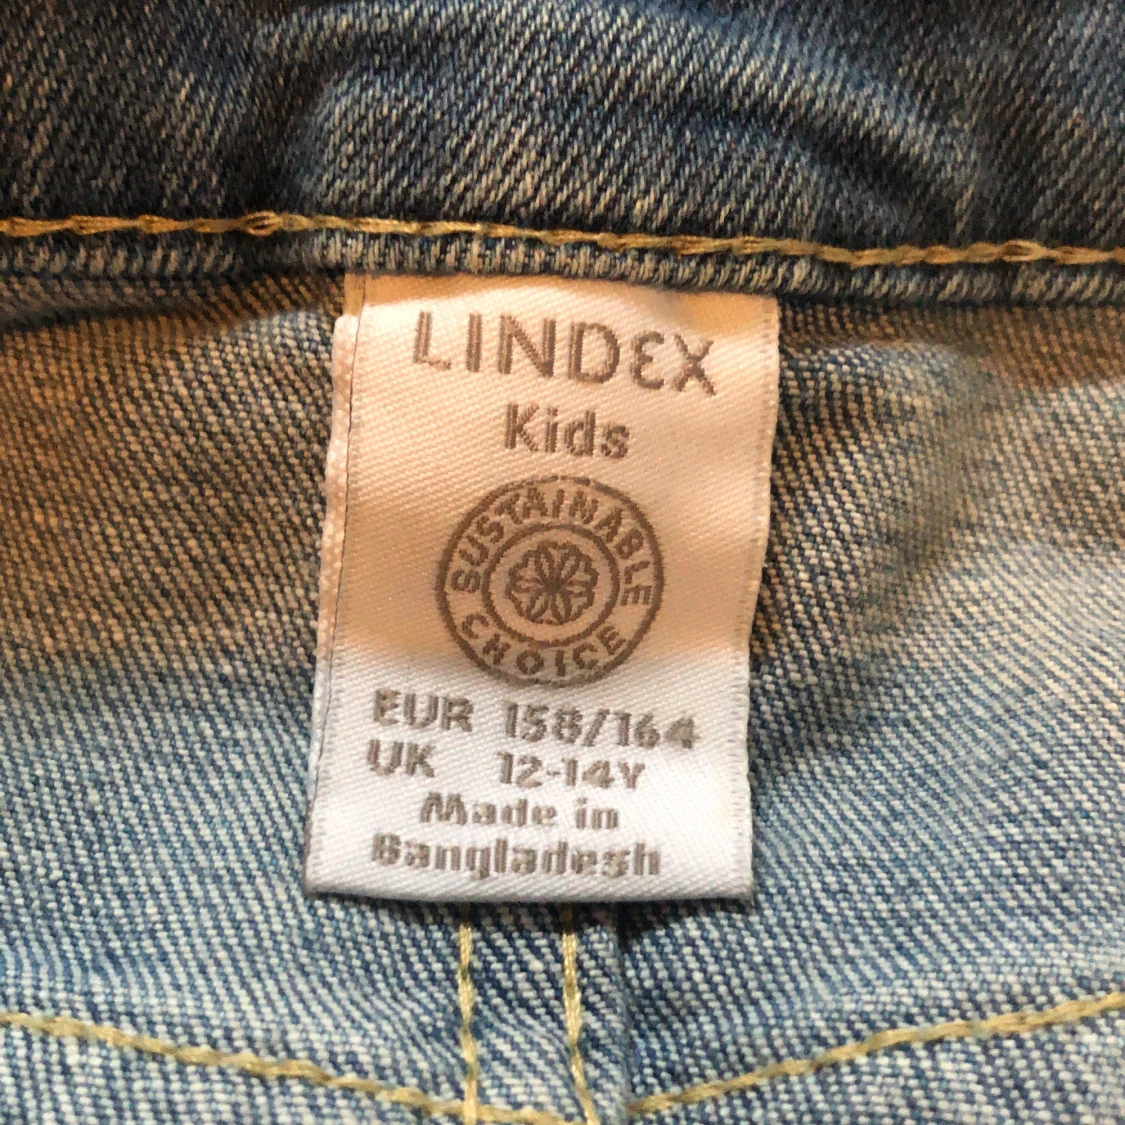 LINDEX
Kids
SUSTAINABLE
CHOICE
EUR 158/164
UK 12-14Y
Made in
Bangladesh